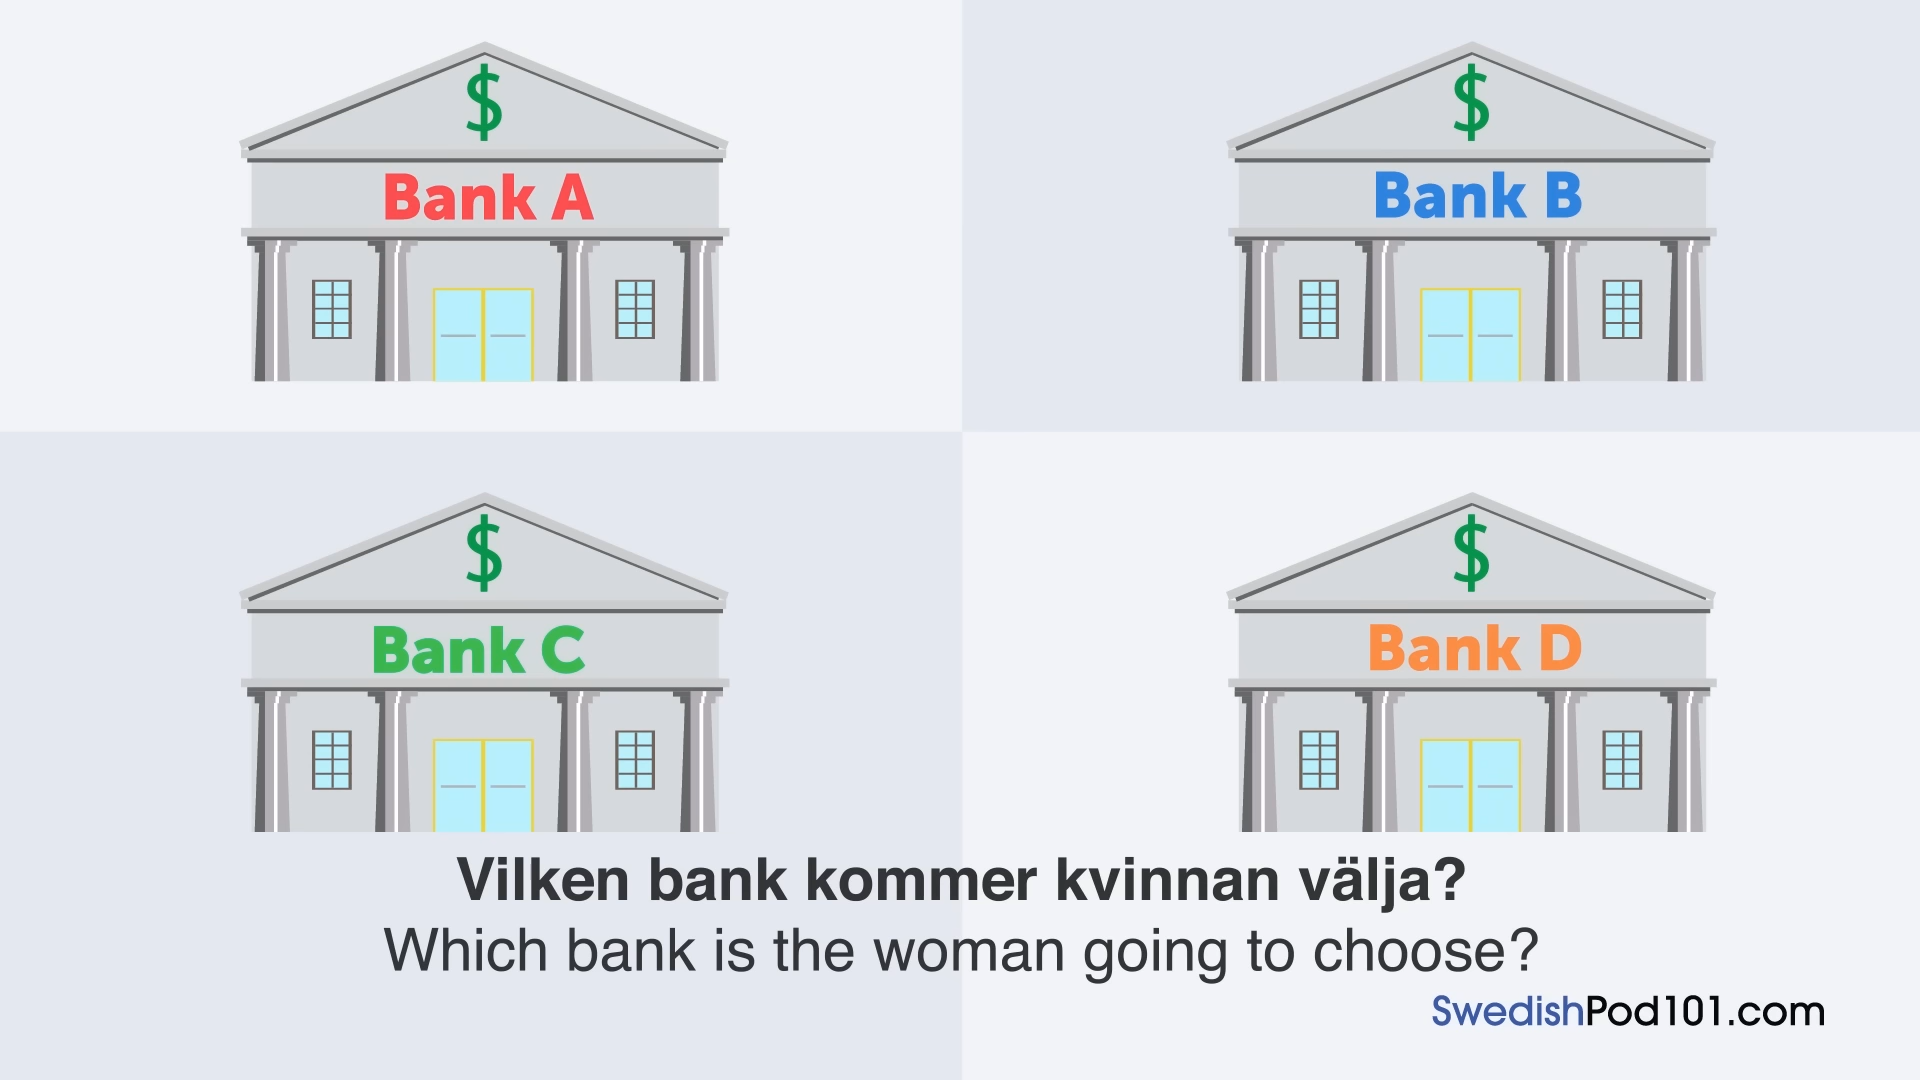 $
Bank A
$
Bank B
$
Bank C
$
Bank D
Vilken bank kommer kvinnan välja?
Which bank is the woman going to choose?
SwedishPod101.com